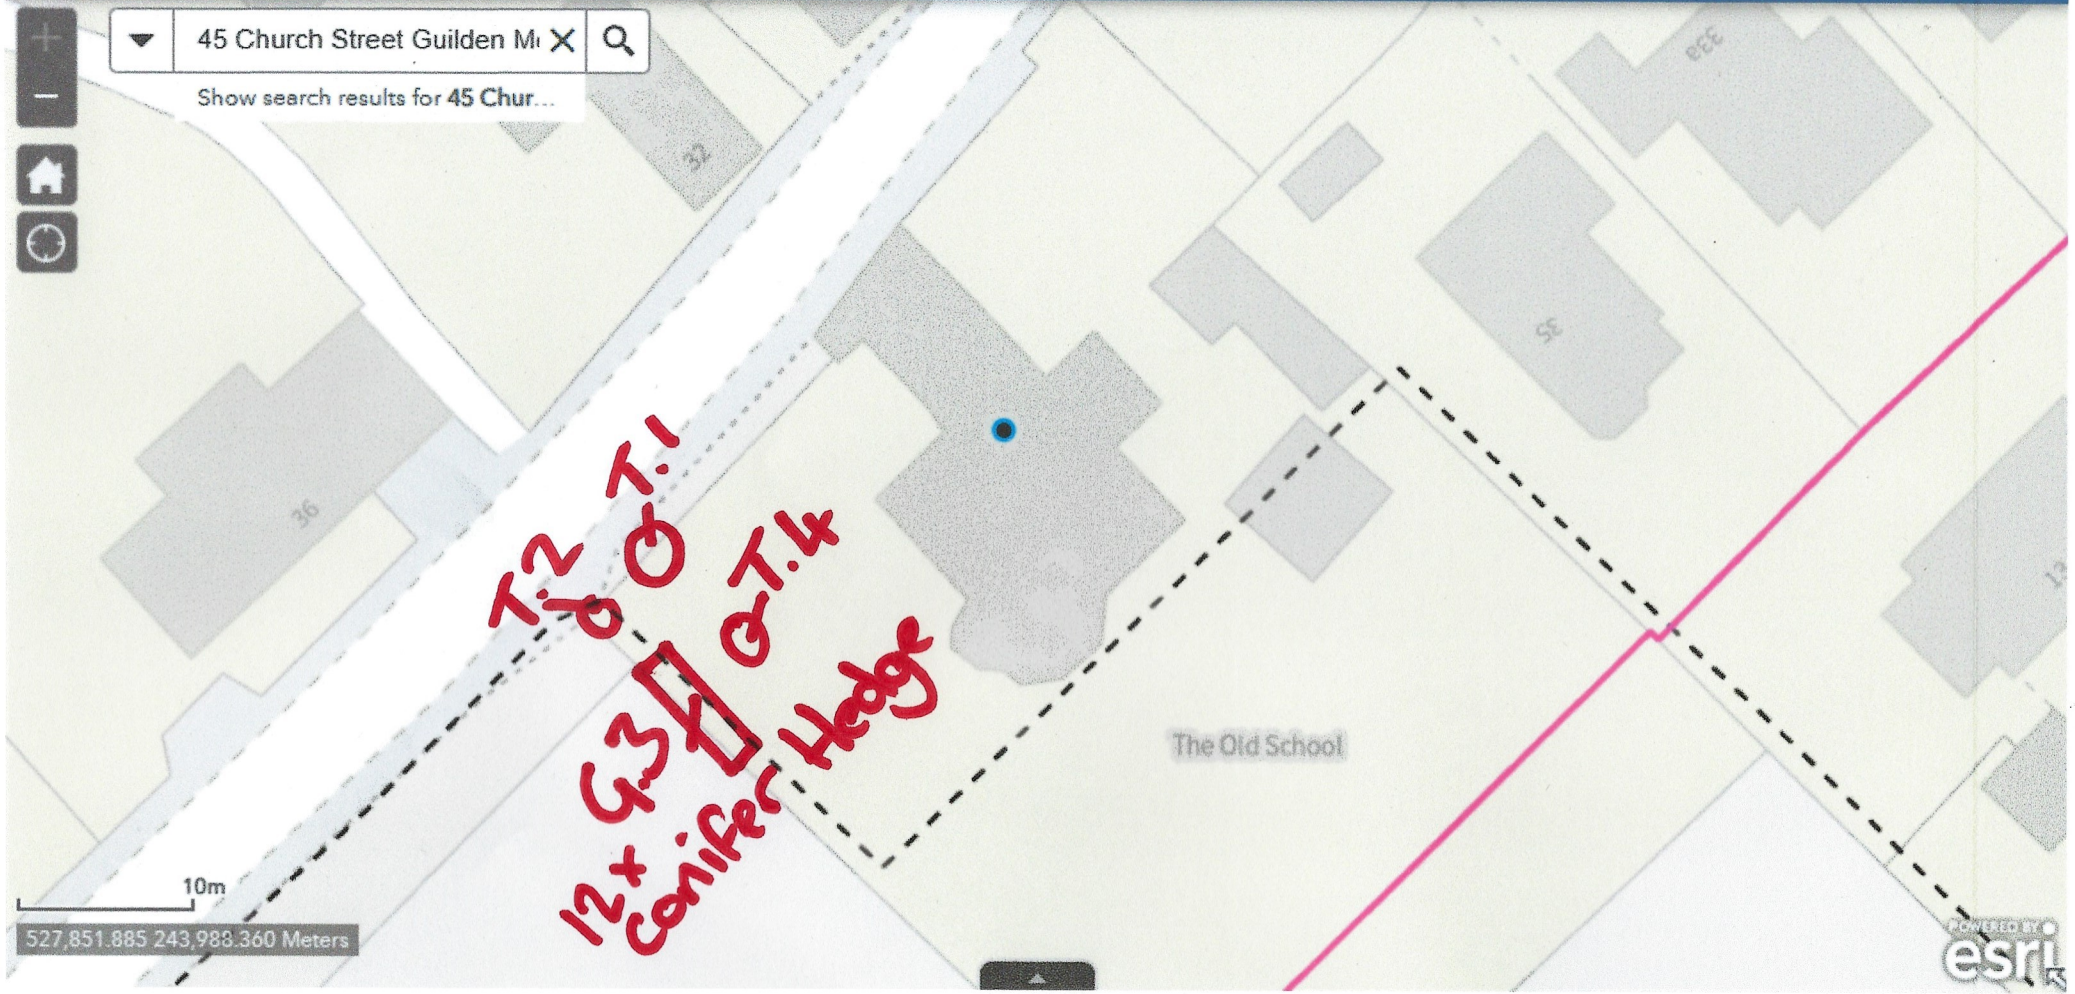 45 Church Street Guilden M
Show search results for 45 Chur...
32
33a
35
36
13
T.1
T.2
T.4
G.3
12x
Conifer Hedge
The Old School
10m
527,851.885 243,988.360 Meters
POWERED BY
esri